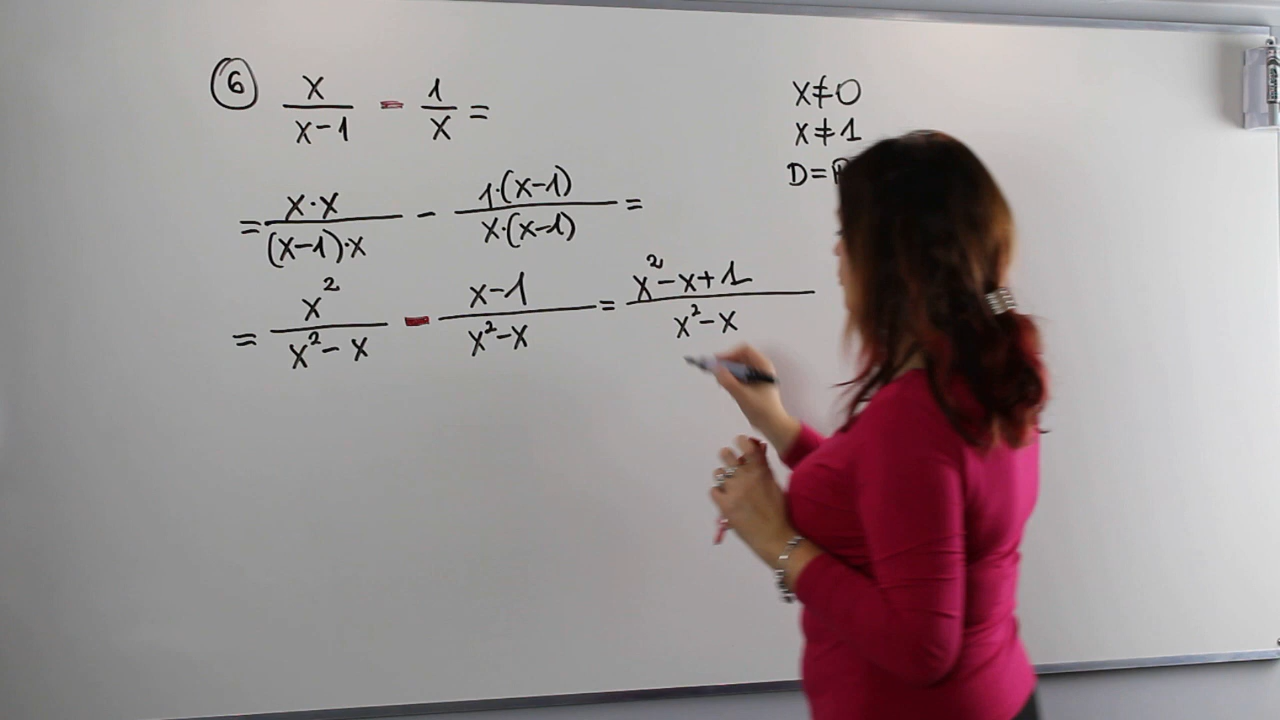 ⑥ x/(x-1) - 1/x =
= x·x/((x-1)·x) - 1·(x-1)/(x·(x-1)) =
= x²/(x²-x) - (x-1)/(x²-x) = (x²-x+1)/(x²-x)
x≠0
x≠1
D=